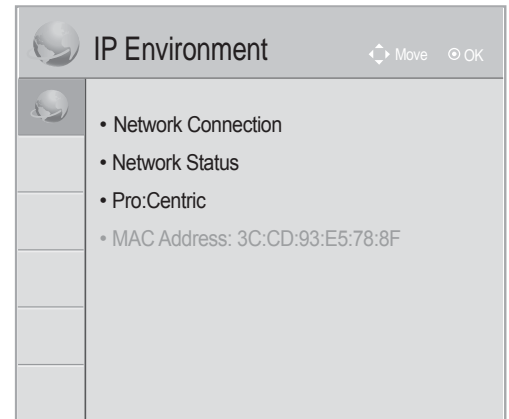 IP Environment
Move OK
• Network Connection
• Network Status
• Pro:Centric
• MAC Address: 3C:CD:93:E5:78:8F